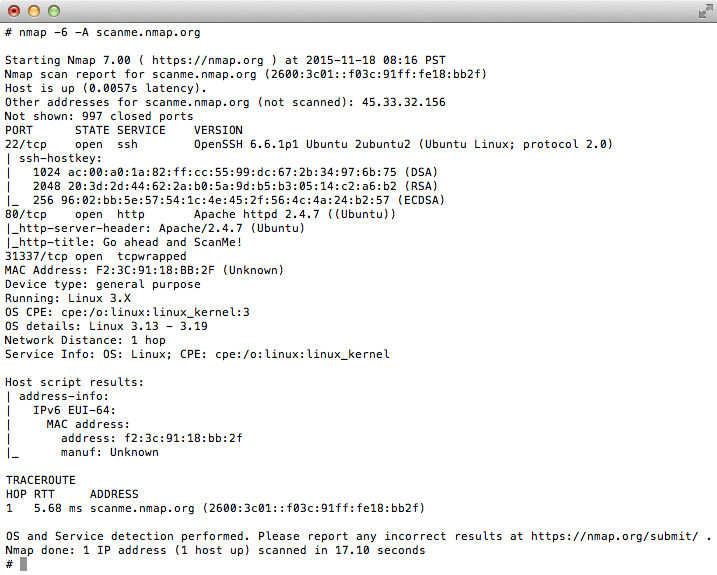 # nmap -6 -A scanme.nmap.org
Starting Nmap 7.00 ( https://nmap.org ) at 2015-11-18 08:16 PST
Nmap scan report for scanme.nmap.org (2600:3c01::f03c:91ff:fe18:bb2f)
Host is up (0.0057s latency).
Other addresses for scanme.nmap.org (not scanned): 45.33.32.156
Not shown: 997 closed ports
PORT      STATE SERVICE    VERSION
22/tcp    open  ssh        OpenSSH 6.6.1p1 Ubuntu 2ubuntu2 (Ubuntu Linux; protocol 2.0)
| ssh-hostkey:
|   1024 ac:00:a0:1a:82:ff:cc:55:99:dc:67:2b:34:97:6b:75 (DSA)
|   2048 20:3d:2d:44:62:2a:b0:5a:9d:b5:b3:05:14:c2:a6:b2 (RSA)
|_  256 96:02:bb:5e:57:54:1c:4e:45:2f:56:4c:4a:24:b2:57 (ECDSA)
80/tcp    open  http       Apache httpd 2.4.7 ((Ubuntu))
|_http-server-header: Apache/2.4.7 (Ubuntu)
|_http-title: Go ahead and ScanMe!
31337/tcp open  tcpwrapped
MAC Address: F2:3C:91:18:BB:2F (Unknown)
Device type: general purpose
Running: Linux 3.X
OS CPE: cpe:/o:linux:linux_kernel:3
OS details: Linux 3.13 - 3.19
Network Distance: 1 hop
Service Info: OS: Linux; CPE: cpe:/o:linux:linux_kernel
Host script results:
| address-info:
|   IPv6 EUI-64:
|     MAC address:
|       address: f2:3c:91:18:bb:2f
|_      manuf: Unknown
TRACEROUTE
HOP RTT     ADDRESS
1   5.68 ms scanme.nmap.org (2600:3c01::f03c:91ff:fe18:bb2f)
OS and Service detection performed. Please report any incorrect results at https://nmap.org/submit/ .
Nmap done: 1 IP address (1 host up) scanned in 17.10 seconds
#